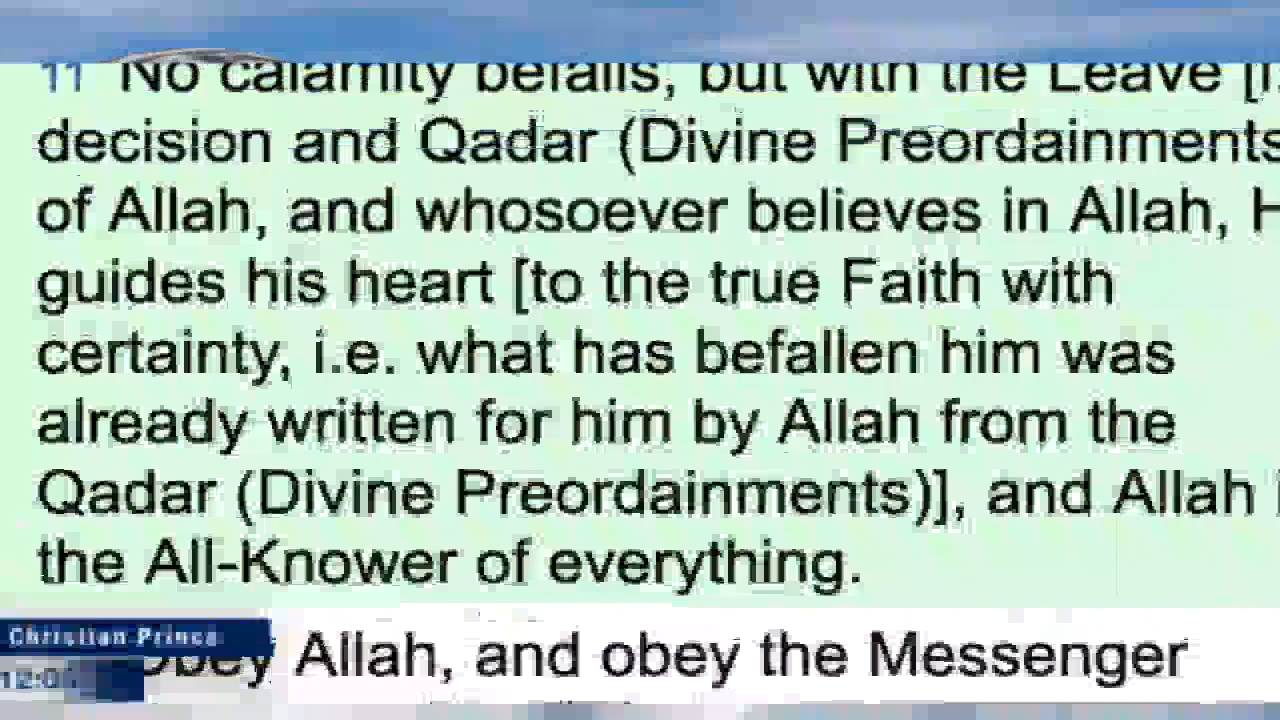 11 No calamity befalls, but with the Leave [i.
decision and Qadar (Divine Preordainments
of Allah, and whosoever believes in Allah, H
guides his heart [to the true Faith with
certainty, i.e. what has befallen him was
already written for him by Allah from the
Qadar (Divine Preordainments)], and Allah
the All-Knower of everything.
Christian Prince
Obey Allah, and obey the Messenger
12:0